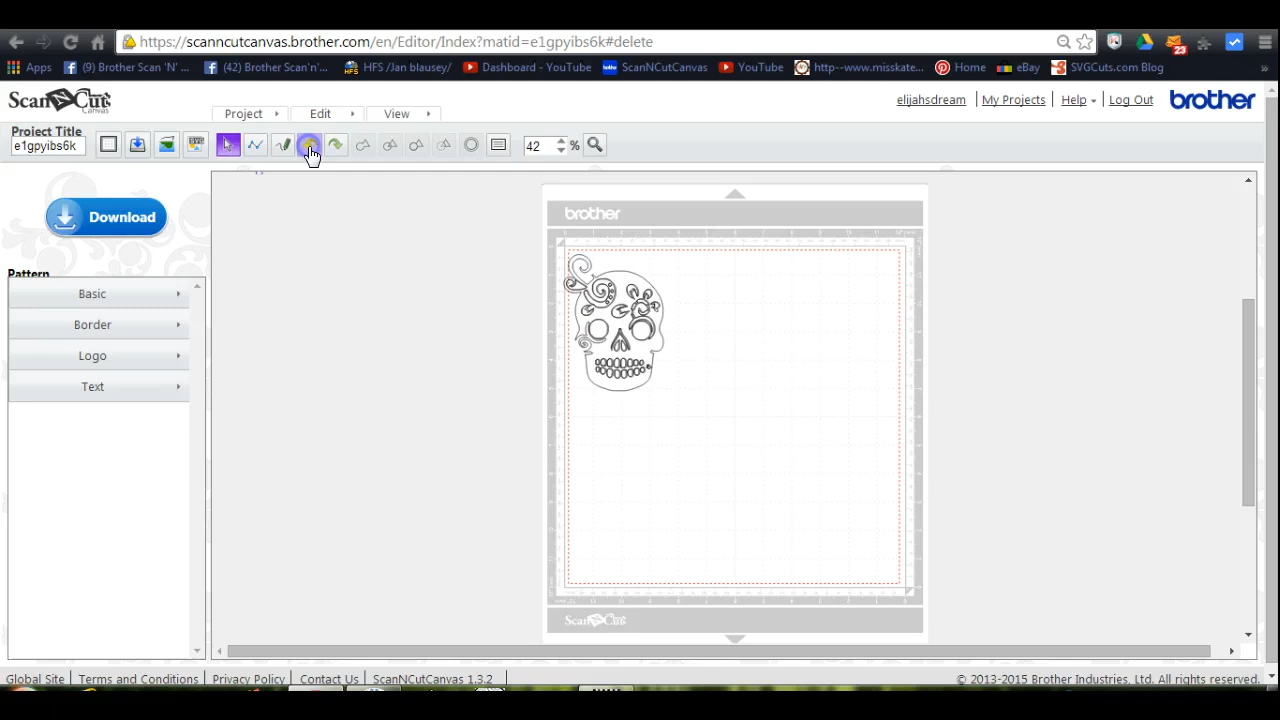 https://scanncutcanvas.brother.com/en/Editor/Index?matid=e1gpyibs6k#delete
23
Apps
(9) Brother Scan 'N' ...
(42) Brother Scan'n'...
HFS /Jan blausey/
Dashboard - YouTube
ScanNCutCanvas
YouTube
http--www.misskate...
Home
eBay
SVGCuts.com Blog
»
ScanNCut
Canvas
Project
Edit
View
elijahsdream
My Projects
Help
Log Out
brother
Project Title
e1gpyibs6k
SVG
42
%
Download
Pattern
Basic
Border
Logo
Text
brother
ScanNCut
Global Site
Terms and Conditions
Privacy Policy
Contact Us
ScanNCutCanvas 1.3.2
© 2013-2015 Brother Industries, Ltd. All rights reserved.